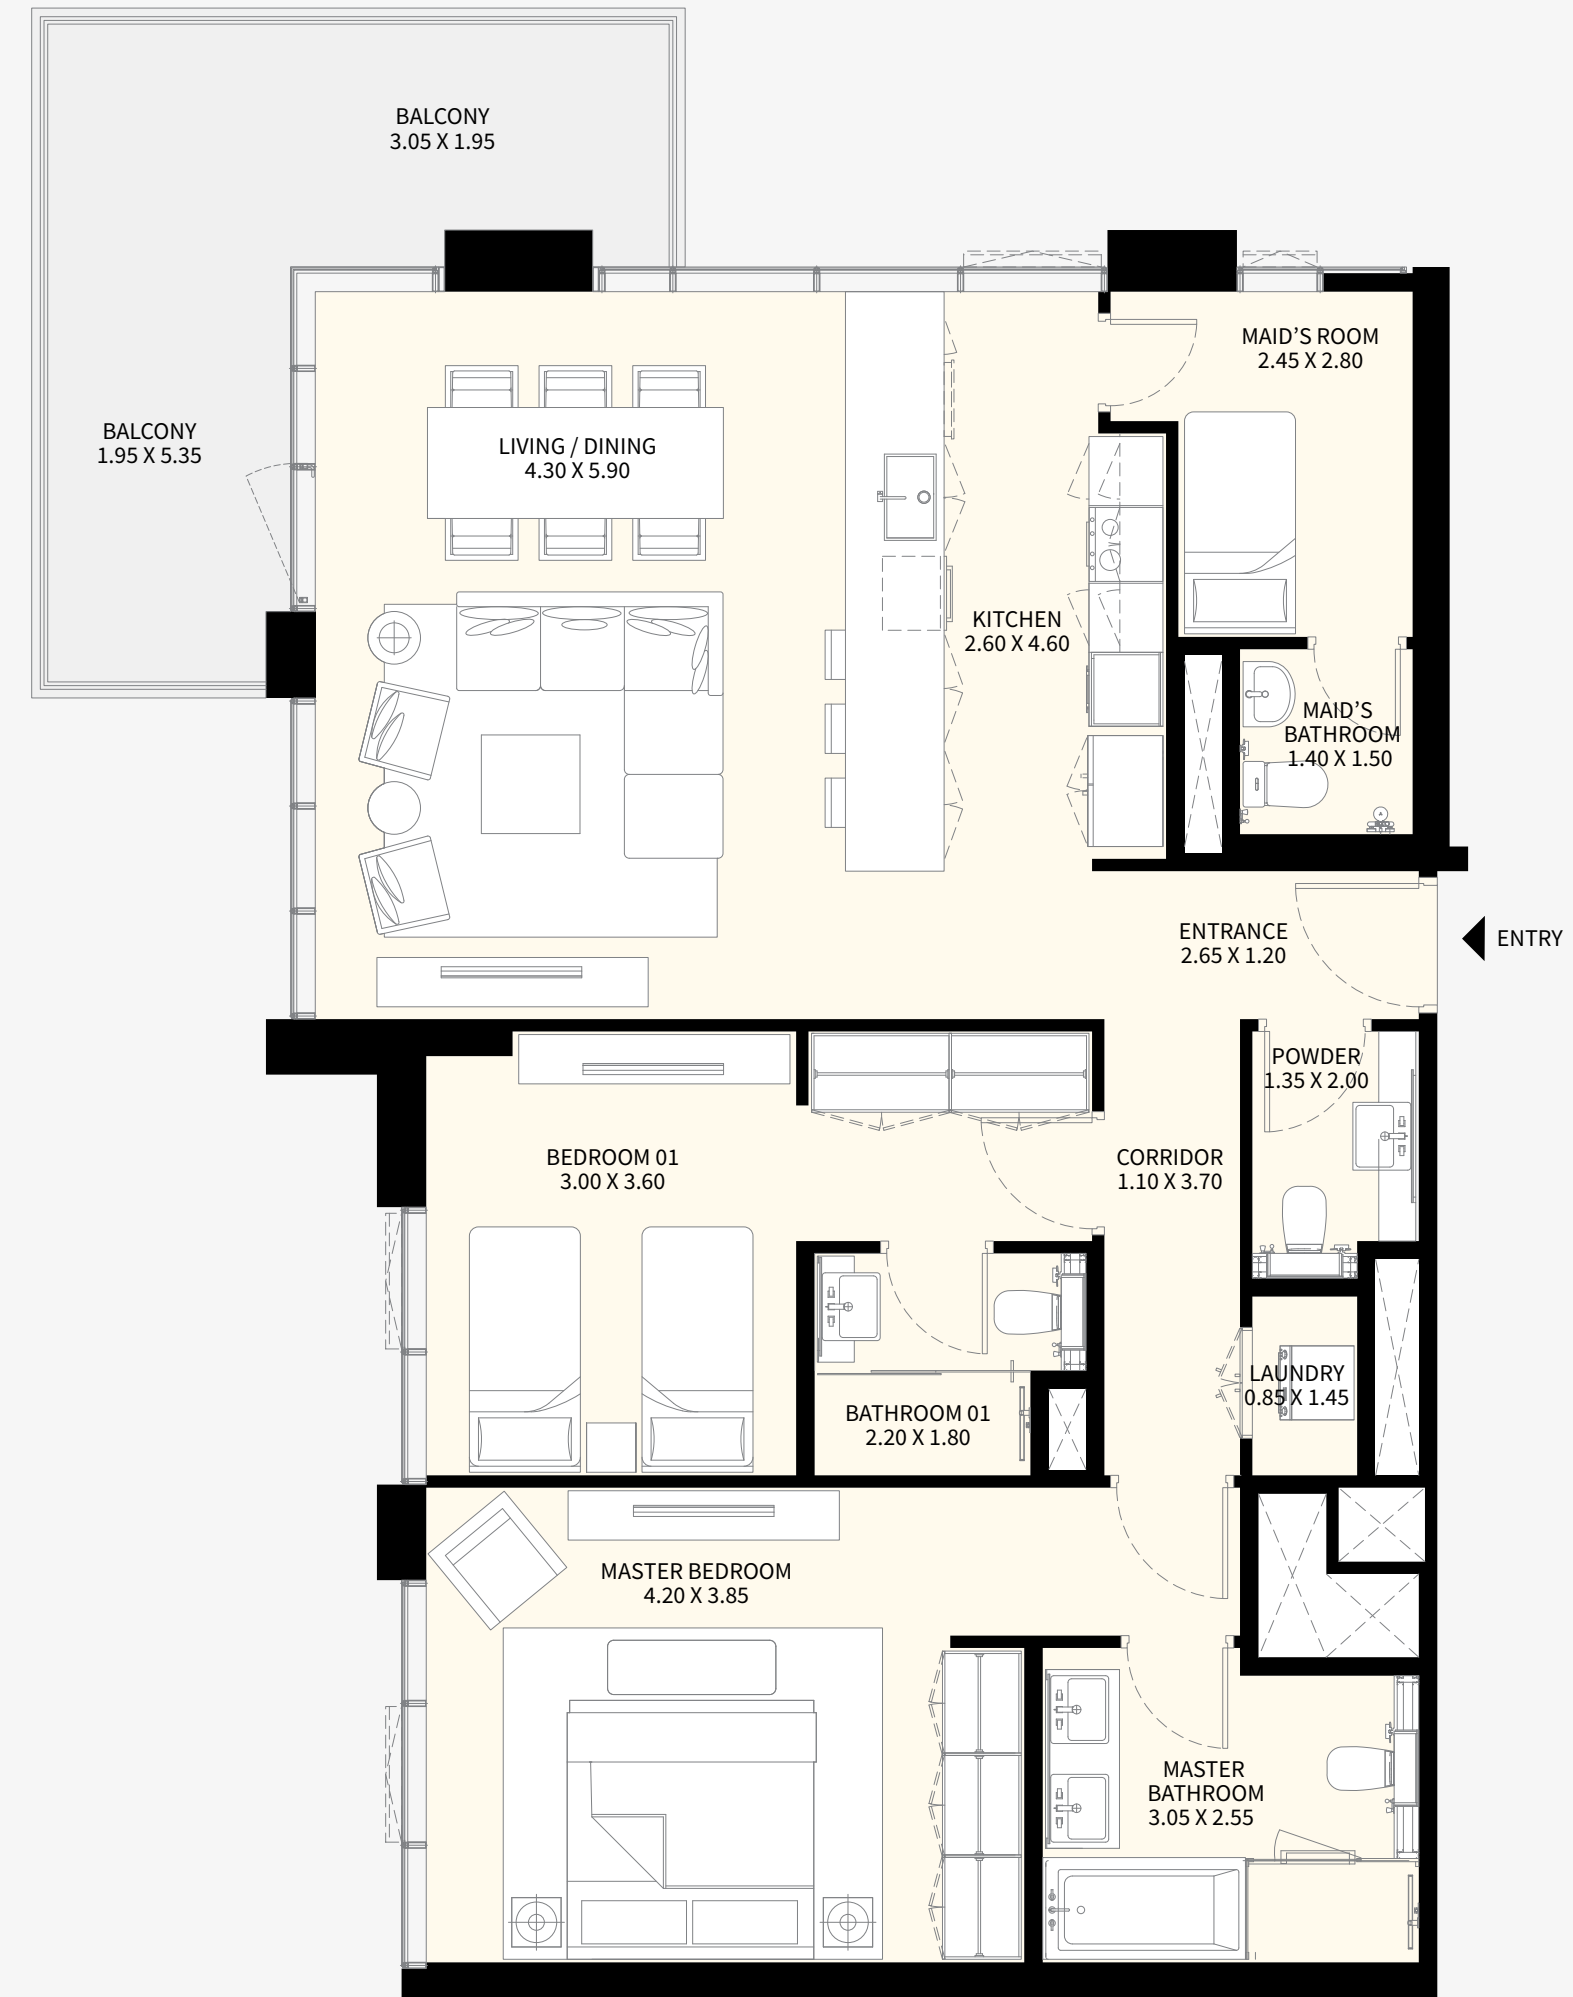 BALCONY
3.05 X 1.95
MAID’S ROOM
2.45 X 2.80
BALCONY
1.95 X 5.35
LIVING / DINING
4.30 X 5.90
KITCHEN
2.60 X 4.60
MAID’S
BATHROOM
1.40 X 1.50
ENTRANCE
2.65 X 1.20
ENTRY
POWDER
1.35 X 2.00
BEDROOM 01
3.00 X 3.60
CORRIDOR
1.10 X 3.70
LAUNDRY
0.85 X 1.45
BATHROOM 01
2.20 X 1.80
MASTER BEDROOM
4.20 X 3.85
MASTER
BATHROOM
3.05 X 2.55